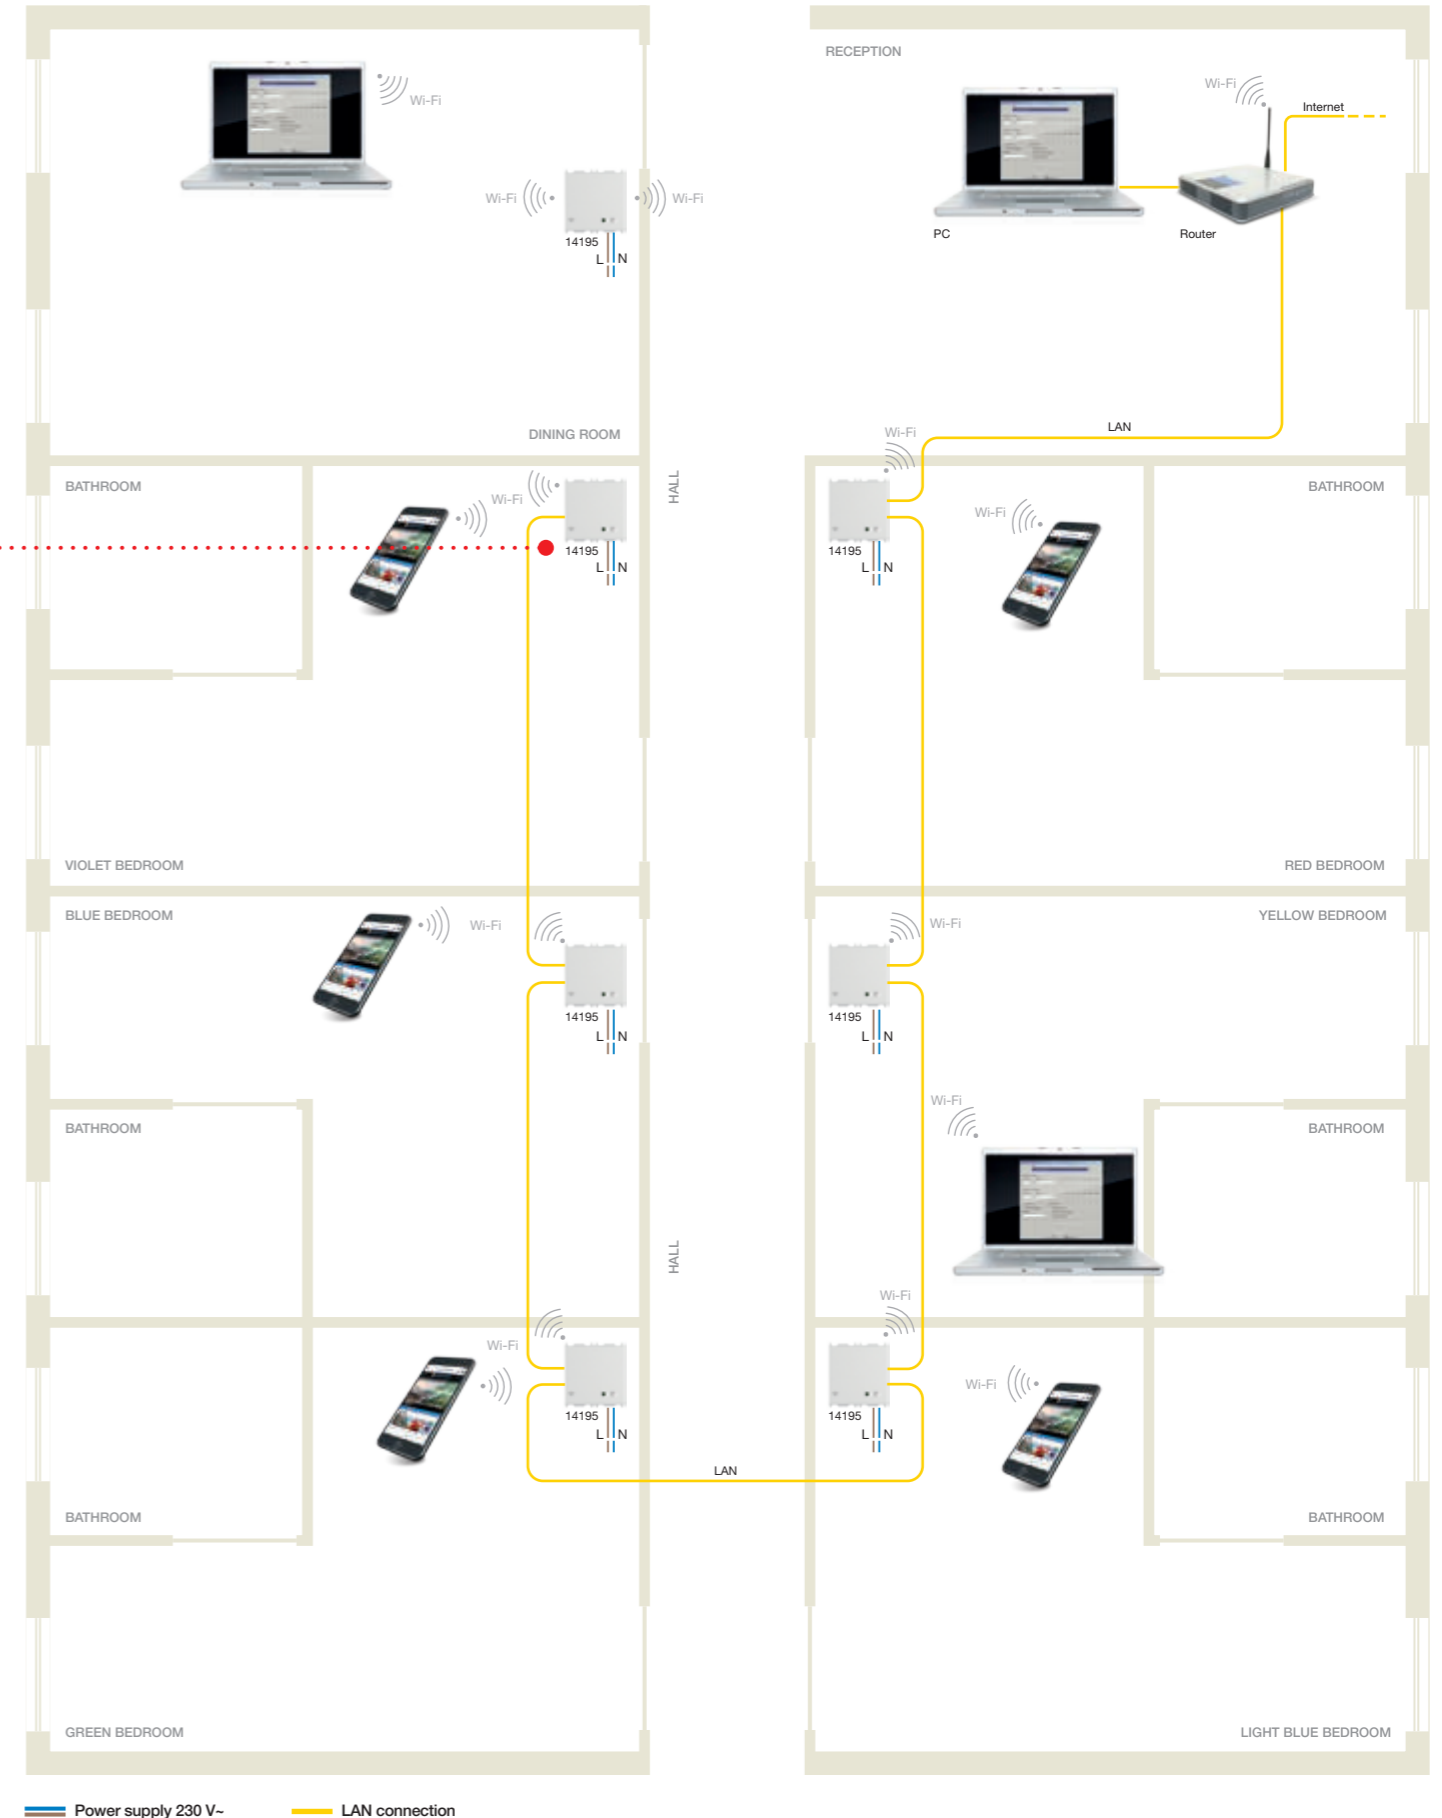 RECEPTION
Wi-Fi
Wi-Fi
Internet
Wi-Fi
Wi-Fi
14195
L N
PC
Router
DINING ROOM
Wi-Fi
LAN
BATHROOM
Wi-Fi
HALL
Wi-Fi
BATHROOM
14195
L N
14195
L N
VIOLET BEDROOM
RED BEDROOM
BLUE BEDROOM
Wi-Fi
Wi-Fi
YELLOW BEDROOM
14195
L N
14195
L N
Wi-Fi
BATHROOM
BATHROOM
HALL
Wi-Fi
Wi-Fi
Wi-Fi
14195
L N
14195
L N
LAN
BATHROOM
BATHROOM
GREEN BEDROOM
LIGHT BLUE BEDROOM
Power supply 230 V~
LAN connection